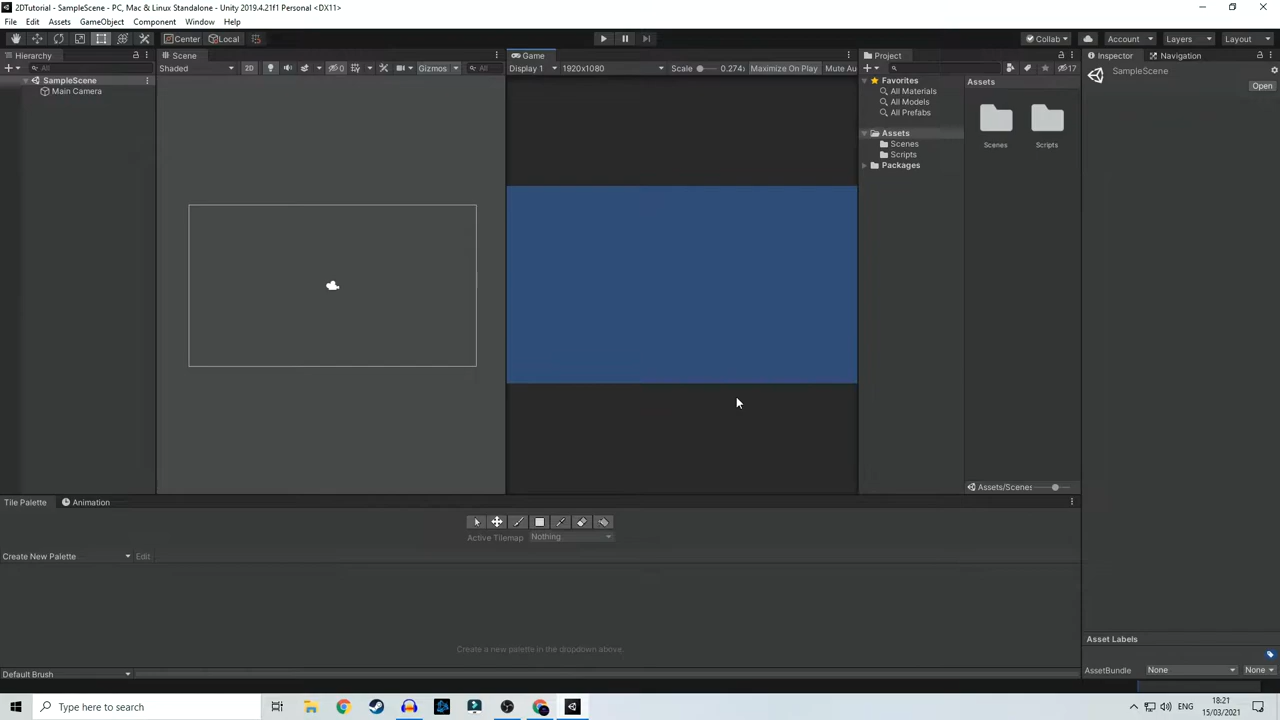 2DTutorial - SampleScene - PC, Mac & Linux Standalone - Unity 2019.4.21f1 Personal <DX11>
File Edit Assets GameObject Component Window Help
Center Local Collab Account Layers Layout
Hierarchy
All
SampleScene
Main Camera
Scene
Shaded 2D 0 Gizmos All
Game
Display 1 1920x1080 Scale 0.274x Maximize On Play Mute Au
Project
17
Favorites
All Materials
All Models
All Prefabs
Assets
Scenes
Scripts
Packages
Assets
Scenes Scripts
Assets/Scenes
Inspector Navigation
SampleScene
Open
Tile Palette Animation
Active Tilemap Nothing
Create New Palette Edit
Create a new palette in the dropdown above.
Default Brush
Asset Labels
AssetBundle None None
Type here to search
ENG
18:21
15/03/2021